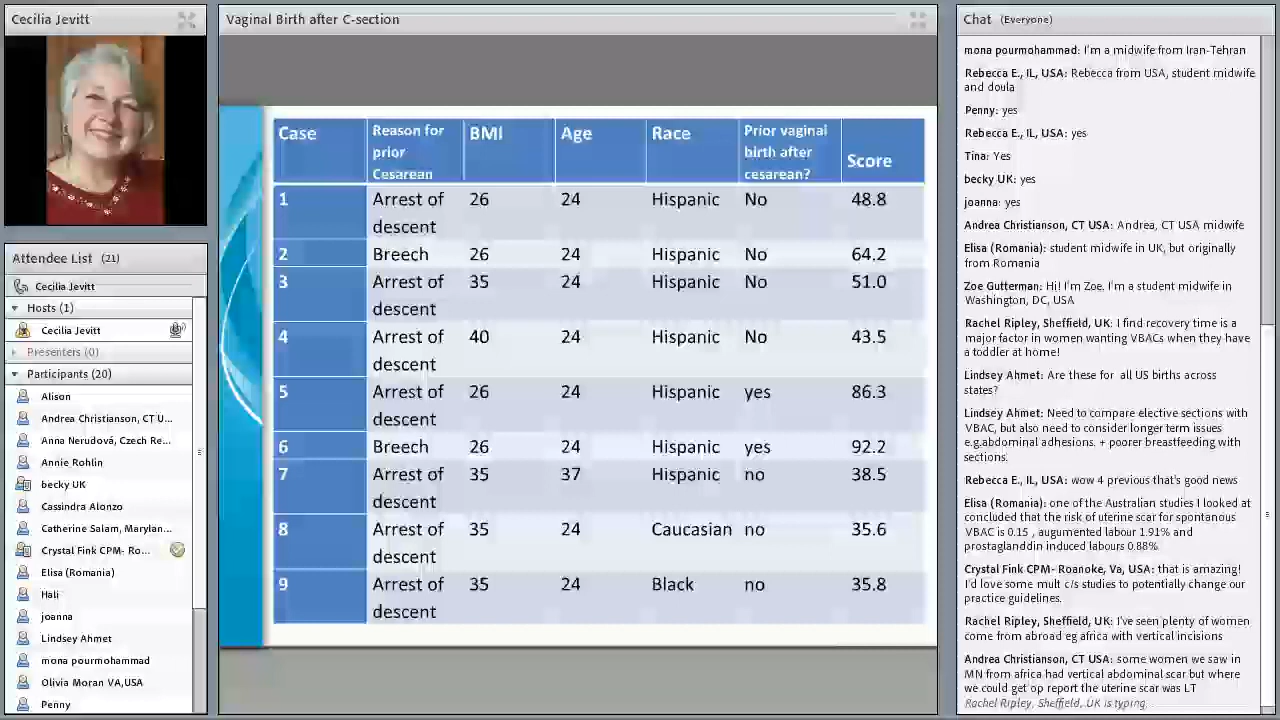 Cecilia Jevitt
Attendee List (21)
Cecilia Jevitt
Hosts (1)
Cecilia Jevitt
Presenters (0)
Participants (20)
Alison
Andrea Christianson, CT U...
Anna Nerudová, Czech Re...
Annie Rohlin
becky UK
Cassindra Alonzo
Catherine Salam, Marylan...
Crystal Fink CPM- Ro...
Elisa (Romania)
Hali
joanna
Lindsey Ahmet
mona pourmohammad
Olivia Moran VA,USA
Penny
Vaginal Birth after C-section
Case Reason for prior Cesarean BMI Age Race Prior vaginal birth after cesarean? Score
1 Arrest of descent 26 24 Hispanic No 48.8
2 Breech 26 24 Hispanic No 64.2
3 Arrest of descent 35 24 Hispanic No 51.0
4 Arrest of descent 40 24 Hispanic No 43.5
5 Arrest of descent 26 24 Hispanic yes 86.3
6 Breech 26 24 Hispanic yes 92.2
7 Arrest of descent 35 37 Hispanic no 38.5
8 Arrest of descent 35 24 Caucasian no 35.6
9 Arrest of descent 35 24 Black no 35.8
Chat (Everyone)
mona pourmohammad: I'm a midwife from Iran-Tehran
Rebecca E., IL, USA: Rebecca from USA, student midwife
and doula
Penny: yes
Rebecca E., IL, USA: yes
Tina: Yes
becky UK: yes
joanna: yes
Andrea Christianson, CT USA: Andrea, CT USA midwife
Elisa (Romania): student midwife in UK, but originally
from Romania
Zoe Gutterman: Hi! I'm Zoe. I'm a student midwife in
Washington, DC, USA
Rachel Ripley, Sheffield, UK: I find recovery time is a
major factor in women wanting VBACs when they have
a toddler at home!
Lindsey Ahmet: Are these for all US births across
states?
Lindsey Ahmet: Need to compare elective sections with
VBAC, but also need to consider longer term issues
e.g.abdominal adhesions. + poorer breastfeeding with
sections.
Rebecca E., IL, USA: wow 4 previous that's good news
Elisa (Romania): one of the Australian studies I looked at
concluded that the risk of uterine scar for spontanous
VBAC is 0.15 , augumented labour 1.91% and
prostaglanddin induced labours 0.88%
Crystal Fink CPM- Roanoke, Va, USA: that is amazing!
I'd love some mult c/s studies to potentially change our
practice guidelines.
Rachel Ripley, Sheffield, UK: I've seen plenty of women
come from abroad eg africa with vertical incisions
Andrea Christianson, CT USA: some women we saw in
MN from africa had vertical abdominal scar but where
we could get op report the uterine scar was LT
Rachel Ripley, Sheffield, UK is typing.